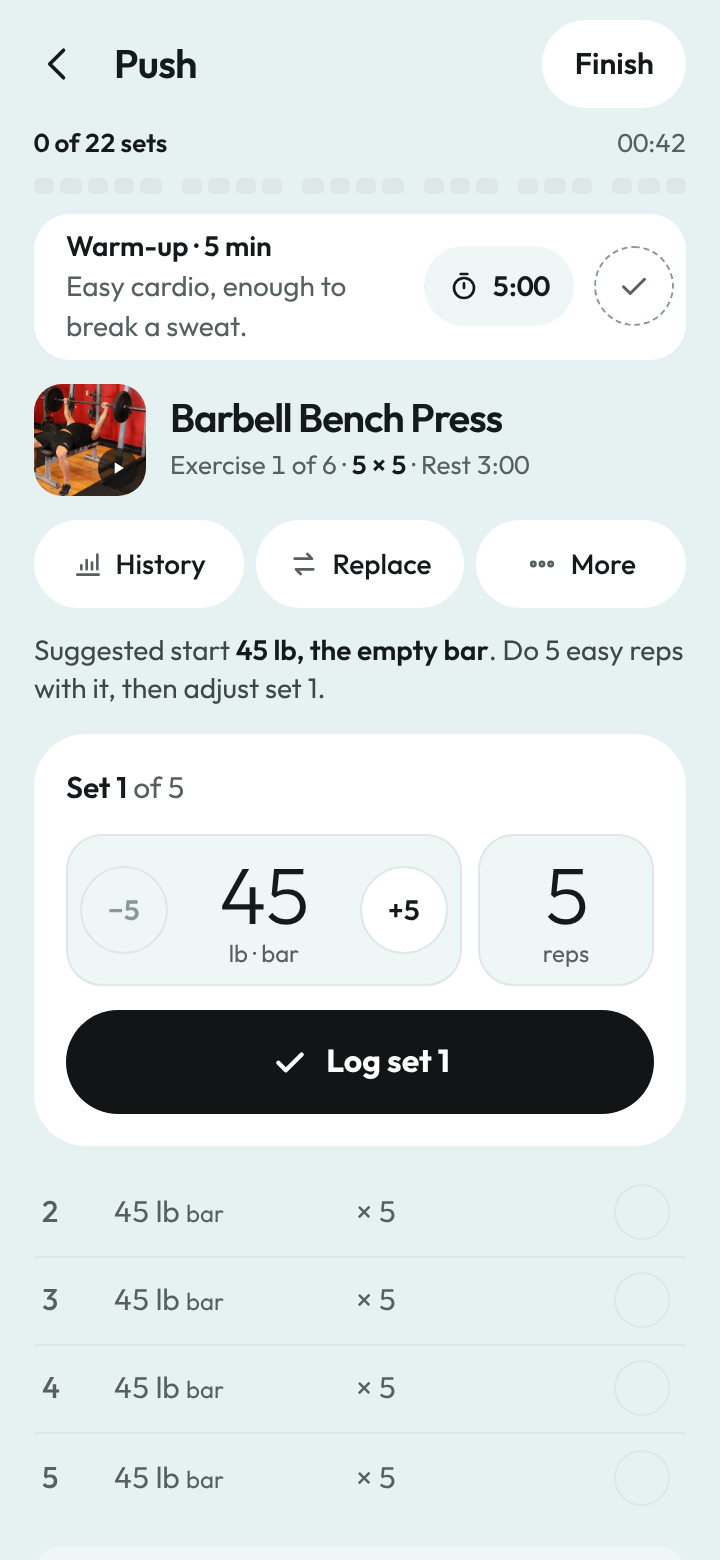 Push
Finish
0 of 22 sets
00:42
Warm-up · 5 min
Easy cardio, enough to
break a sweat.
5:00
Barbell Bench Press
Exercise 1 of 6 · 5 × 5 · Rest 3:00
History
Replace
More
Suggested start 45 lb, the empty bar. Do 5 easy reps
with it, then adjust set 1.
Set 1 of 5
−5
45
lb · bar
+5
5
reps
Log set 1
2 45 lb bar × 5
3 45 lb bar × 5
4 45 lb bar × 5
5 45 lb bar × 5